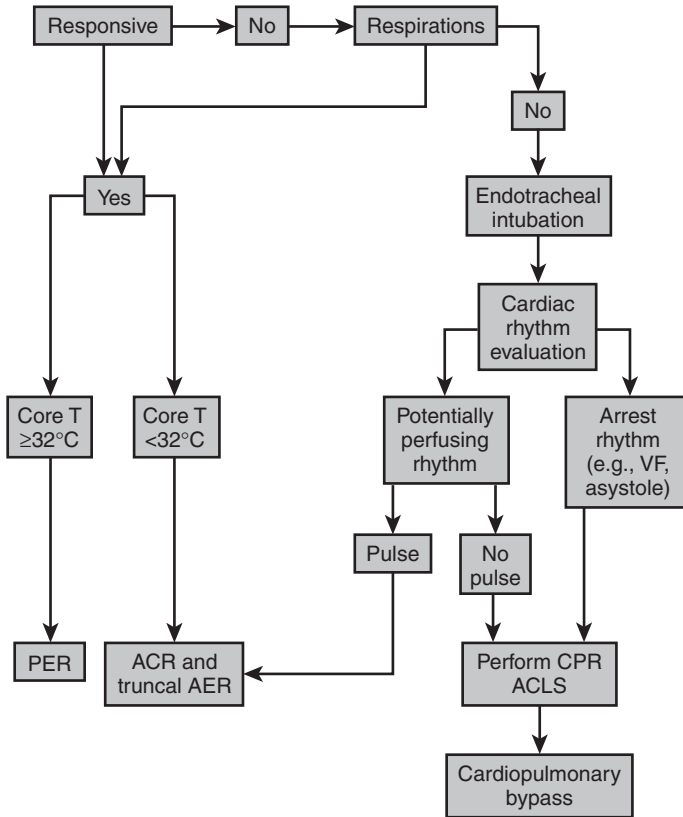 Responsive
No
Respirations
No
Yes
Endotracheal
intubation
Cardiac
rhythm
evaluation
Core T
≥32°C
Core T
<32°C
Potentially
perfusing
rhythm
Arrest
rhythm
(e.g., VF,
asystole)
Pulse
No
pulse
PER
ACR and
truncal AER
Perform CPR
ACLS
Cardiopulmonary
bypass